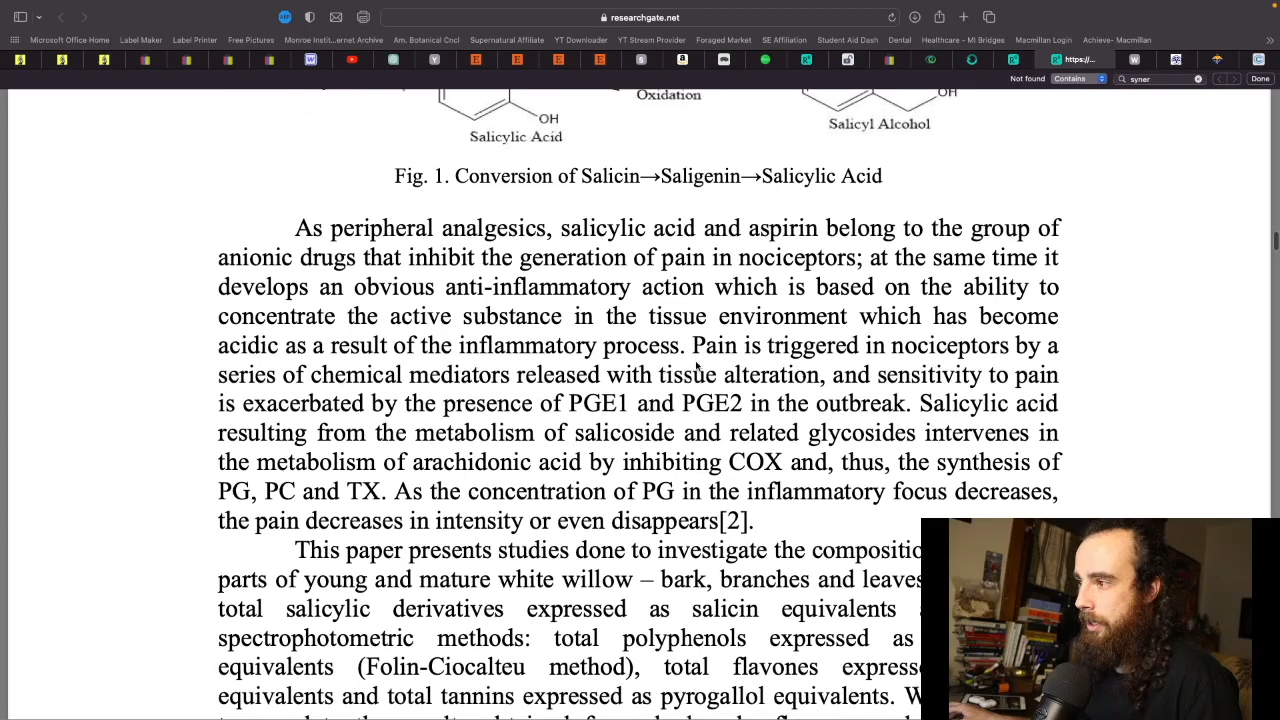 researchgate.net
Microsoft Office Home Label Maker Label Printer Free Pictures Monroe Instit...ernet Archive Am. Botanical Cncl Supernatural Affiliate YT Downloader YT Stream Provider Foraged Market SE Affiliation Student Aid Dash Dental Healthcare - MI Bridges Macmillan Login Achieve- Macmillan
https://...
Not found Contains syner Done
OH
Oxidation
OH
Salicylic Acid
Salicyl Alcohol
Fig. 1. Conversion of Salicin→Saligenin→Salicylic Acid
As peripheral analgesics, salicylic acid and aspirin belong to the group of
anionic drugs that inhibit the generation of pain in nociceptors; at the same time it
develops an obvious anti-inflammatory action which is based on the ability to
concentrate the active substance in the tissue environment which has become
acidic as a result of the inflammatory process. Pain is triggered in nociceptors by a
series of chemical mediators released with tissue alteration, and sensitivity to pain
is exacerbated by the presence of PGE1 and PGE2 in the outbreak. Salicylic acid
resulting from the metabolism of salicoside and related glycosides intervenes in
the metabolism of arachidonic acid by inhibiting COX and, thus, the synthesis of
PG, PC and TX. As the concentration of PG in the inflammatory focus decreases,
the pain decreases in intensity or even disappears[2].
This paper presents studies done to investigate the compositio
parts of young and mature white willow – bark, branches and leaves
total salicylic derivatives expressed as salicin equivalents
spectrophotometric methods: total polyphenols expressed as
equivalents (Folin-Ciocalteu method), total flavones express
equivalents and total tannins expressed as pyrogallol equivalents. W